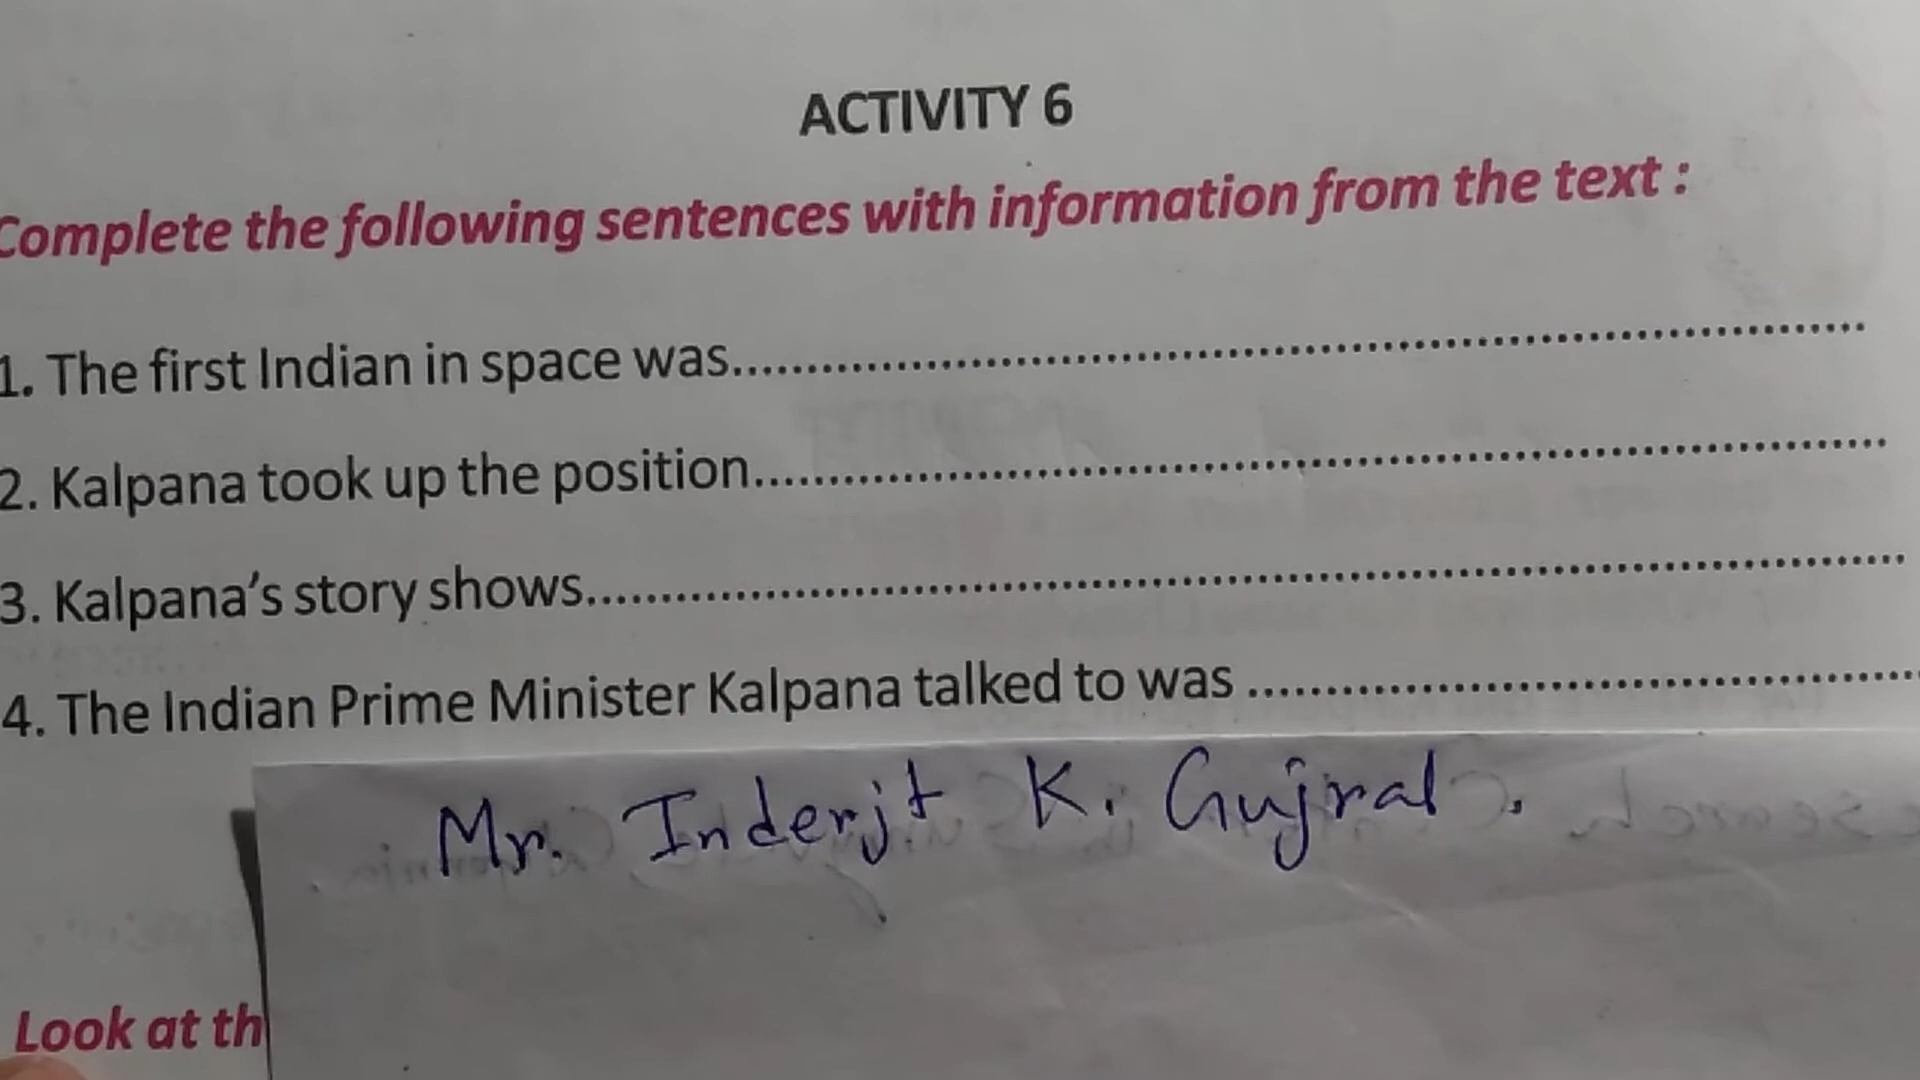 ACTIVITY 6
Complete the following sentences with information from the text :
1. The first Indian in space was..........................................................................
2. Kalpana took up the position..........................................................................
3. Kalpana's story shows..........................................................................
4. The Indian Prime Minister Kalpana talked to was ............................................
Mr. Inderjit K. Gujral.
Look at th